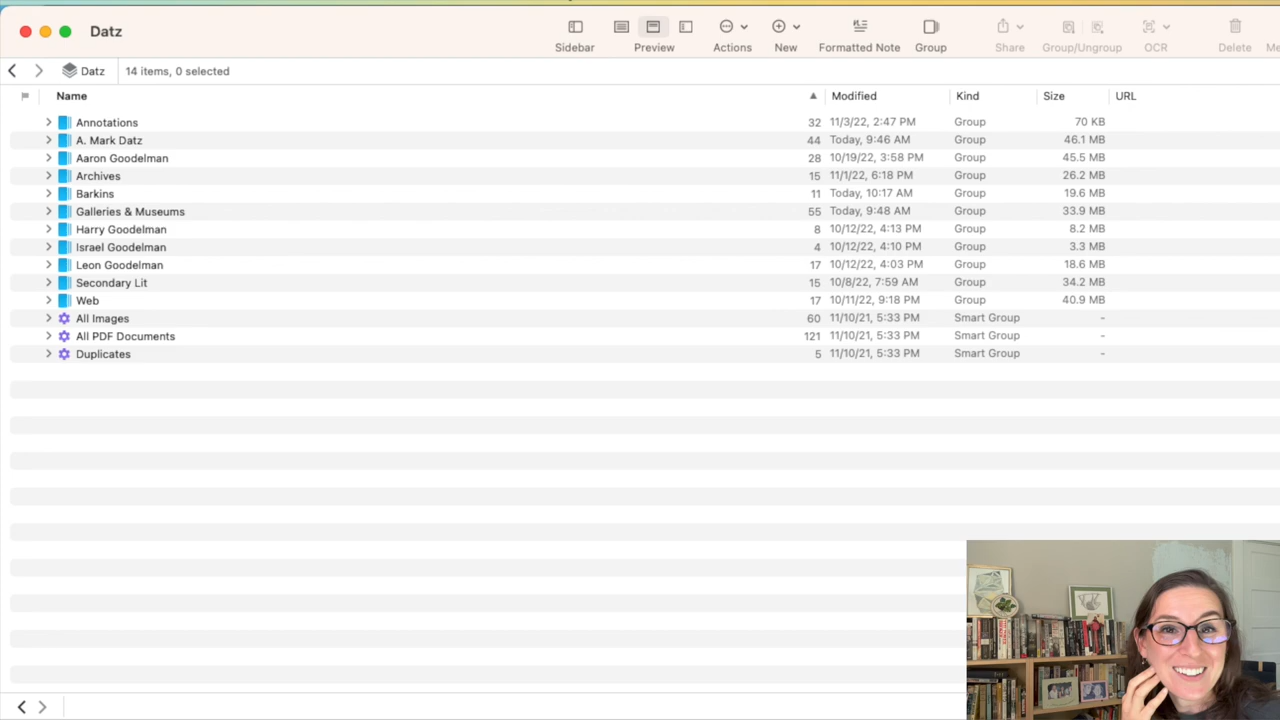 Datz
Sidebar Preview Actions New Formatted Note Group Share Group/Ungroup OCR Delete Me
Datz 14 items, 0 selected
Name Modified Kind Size URL
Annotations 32 11/3/22, 2:47 PM Group 70 KB
A. Mark Datz 44 Today, 9:46 AM Group 46.1 MB
Aaron Goodelman 28 10/19/22, 3:58 PM Group 45.5 MB
Archives 15 11/1/22, 6:18 PM Group 26.2 MB
Barkins 11 Today, 10:17 AM Group 19.6 MB
Galleries & Museums 55 Today, 9:48 AM Group 33.9 MB
Harry Goodelman 8 10/12/22, 4:13 PM Group 8.2 MB
Israel Goodelman 4 10/12/22, 4:10 PM Group 3.3 MB
Leon Goodelman 17 10/12/22, 4:03 PM Group 18.6 MB
Secondary Lit 15 10/8/22, 7:59 AM Group 34.2 MB
Web 17 10/11/22, 9:18 PM Group 40.9 MB
All Images 60 11/10/21, 5:33 PM Smart Group -
All PDF Documents 121 11/10/21, 5:33 PM Smart Group -
Duplicates 5 11/10/21, 5:33 PM Smart Group -